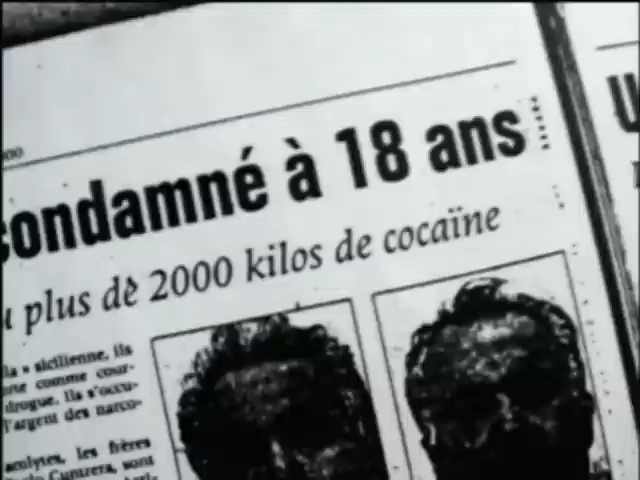 000
condamné à 18 ans
u plus de 2000 kilos de cocaïne
la » sicilienne, ils
comme cour-
drogue. Ils s'occu-
l'argent des narco-
acolytes, les frères
Cuntrera, sont
U